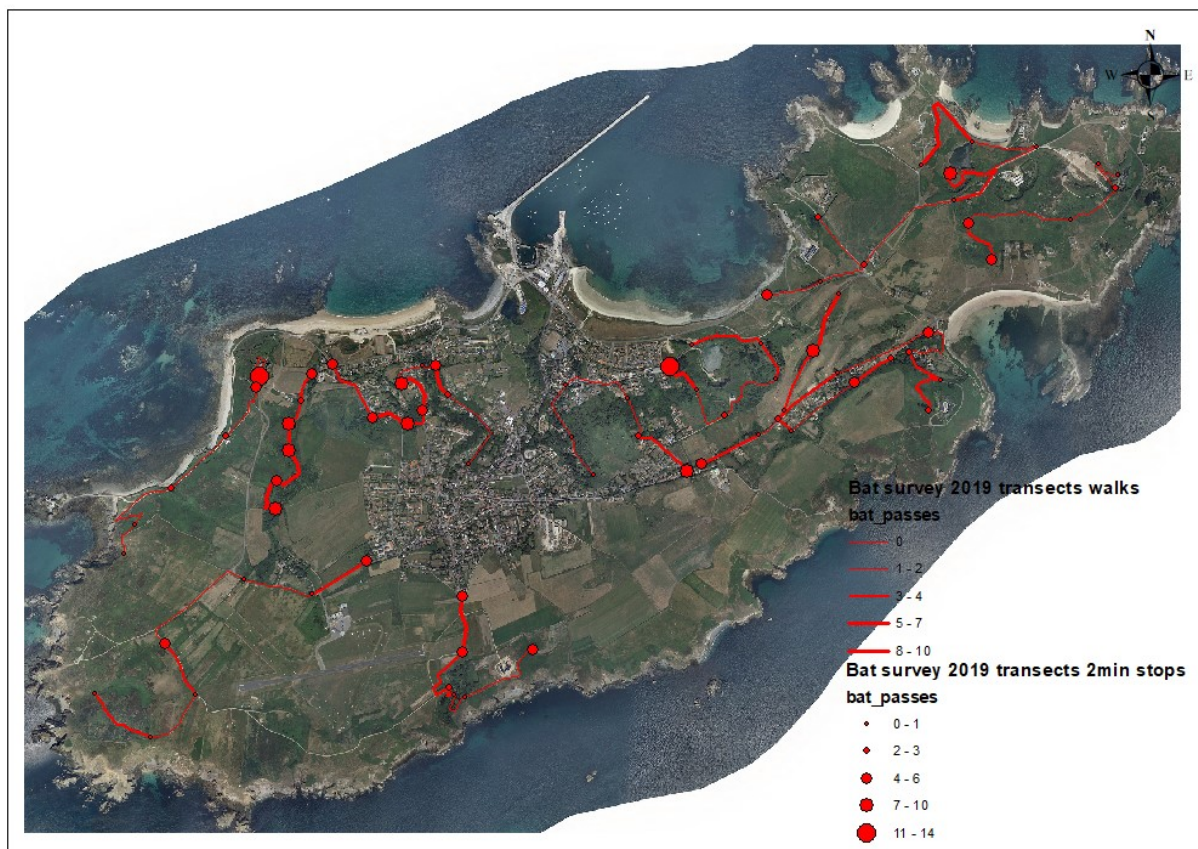 N
W E
S
Bat survey 2019 transects walks
bat_passes
0
1 - 2
3 - 4
5 - 7
8 - 10
Bat survey 2019 transects 2min stops
bat_passes
0 - 1
2 - 3
4 - 6
7 - 10
11 - 14